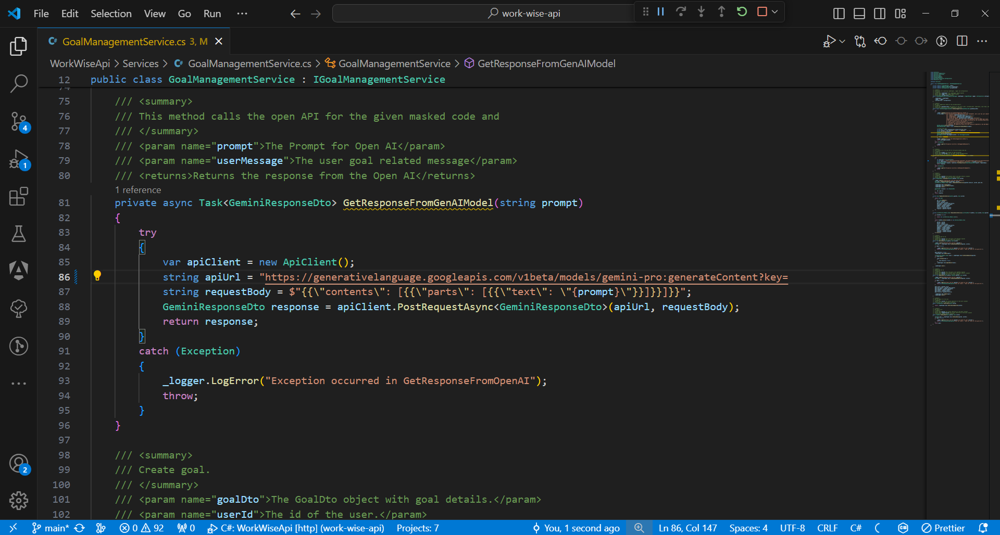 File Edit Selection View Go Run ··· work-wise-api
GoalManagementService.cs 3, M
WorkWiseApi > Services > GoalManagementService.cs > GoalManagementService > GetResponseFromGenAIModel
12 public class GoalManagementService : IGoalManagementService
74
75 /// <summary>
76 /// This method calls the open API for the given masked code and
77 /// </summary>
78 /// <param name="prompt">The Prompt for Open AI</param>
79 /// <param name="userMessage">The user goal related message</param>
80 /// <returns>Returns the response from the Open AI</returns>
1 reference
81 private async Task<GeminiResponseDto> GetResponseFromGenAIModel(string prompt)
82 {
83 try
84 {
85 var apiClient = new ApiClient();
86 string apiUrl = "https://generativelanguage.googleapis.com/v1beta/models/gemini-pro:generateContent?key=
87 string requestBody = $"{{\"contents\": [{{\"parts\": [{{\"text\": \"{prompt}\"}}]}}]}}";
88 GeminiResponseDto response = apiClient.PostRequestAsync<GeminiResponseDto>(apiUrl, requestBody);
89 return response;
90 }
91 catch (Exception)
92 {
93 _logger.LogError("Exception occurred in GetResponseFromOpenAI");
94 throw;
95 }
96 }
97
98 /// <summary>
99 /// Create goal.
100 /// </summary>
101 /// <param name="goalDto">The GoalDto object with goal details.</param>
102 /// <param name="userId">The id of the user.</param>
4
1
2
main* 0 92 0 C#: WorkWiseApi [http] (work-wise-api) Projects: 7 You, 1 second ago Ln 86, Col 147 Spaces: 4 UTF-8 CRLF C# Prettier